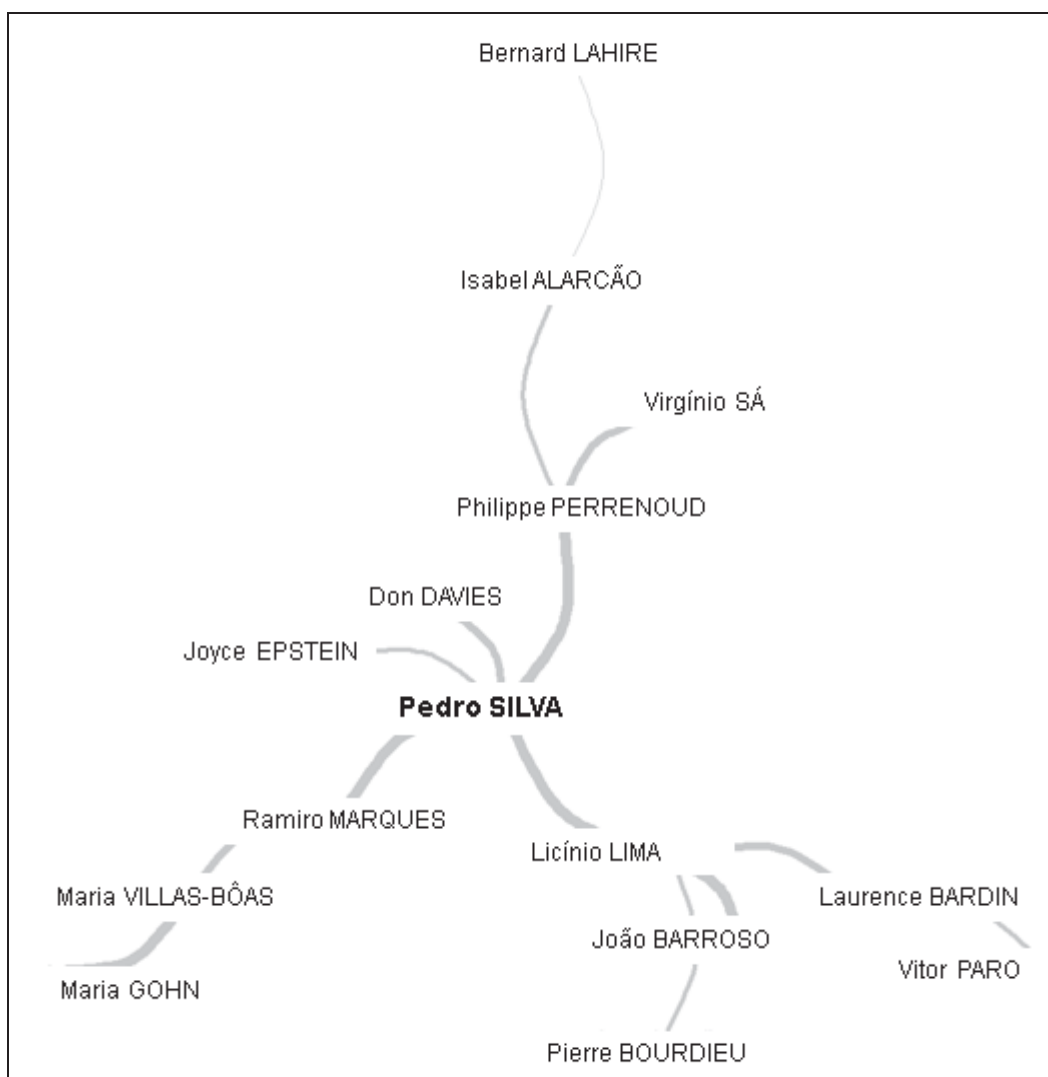 Bernard LAHIRE
Isabel ALARCÃO
Virgínio SÁ
Philippe PERRENOUD
Don DAVIES
Joyce EPSTEIN
Pedro SILVA
Ramiro MARQUES
Licínio LIMA
Maria VILLAS-BÔAS
Laurence BARDIN
João BARROSO
Vitor PARO
Maria GOHN
Pierre BOURDIEU